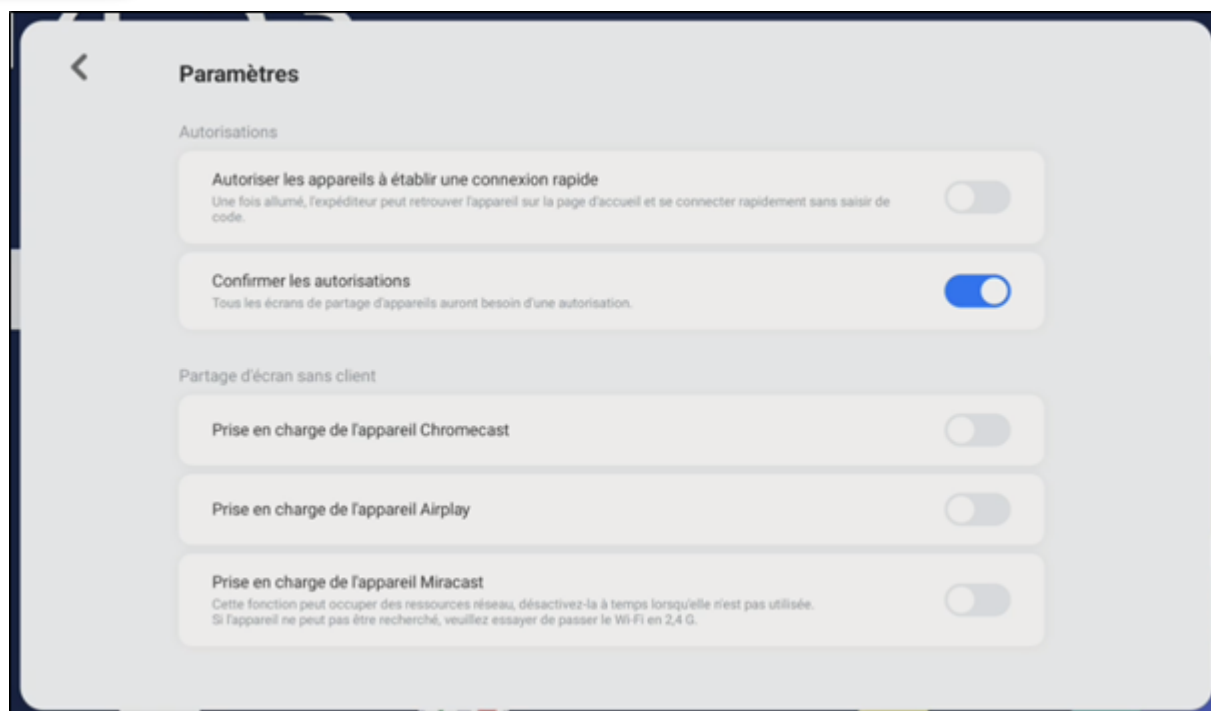 Paramètres
Autorisations
Autoriser les appareils à établir une connexion rapide
Une fois allumé, l'expéditeur peut retrouver l'appareil sur la page d'accueil et se connecter rapidement sans saisir de
code.
Confirmer les autorisations
Tous les écrans de partage d'appareils auront besoin d'une autorisation.
Partage d'écran sans client
Prise en charge de l'appareil Chromecast
Prise en charge de l'appareil Airplay
Prise en charge de l'appareil Miracast
Cette fonction peut occuper des ressources réseau, désactivez-la à temps lorsqu'elle n'est pas utilisée.
Si l'appareil ne peut pas être recherché, veuillez essayer de passer le Wi-Fi en 2,4 G.